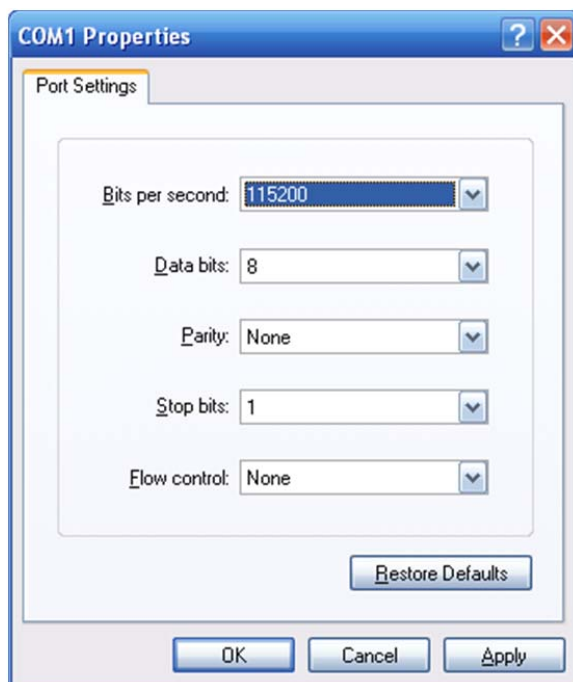 COM1 Properties
?
Port Settings
Bits per second: 115200
Data bits: 8
Parity: None
Stop bits: 1
Flow control: None
Restore Defaults
OK Cancel Apply